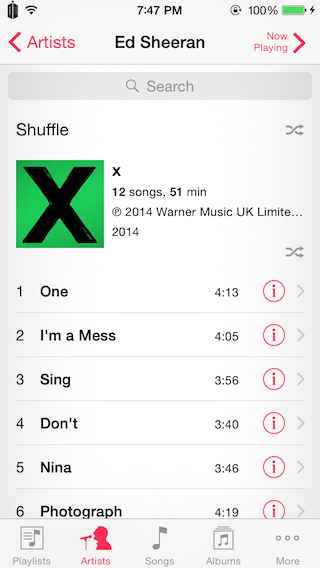 7:47 PM
100%
Artists
Ed Sheeran
Now
Playing
Search
Shuffle
X
X
12 songs, 51 min
℗ 2014 Warner Music UK Limite...
2014
1 One 4:13
2 I'm a Mess 4:05
3 Sing 3:56
4 Don't 3:40
5 Nina 3:46
6 Photograph 4:19
Playlists
Artists
Songs
Albums
More